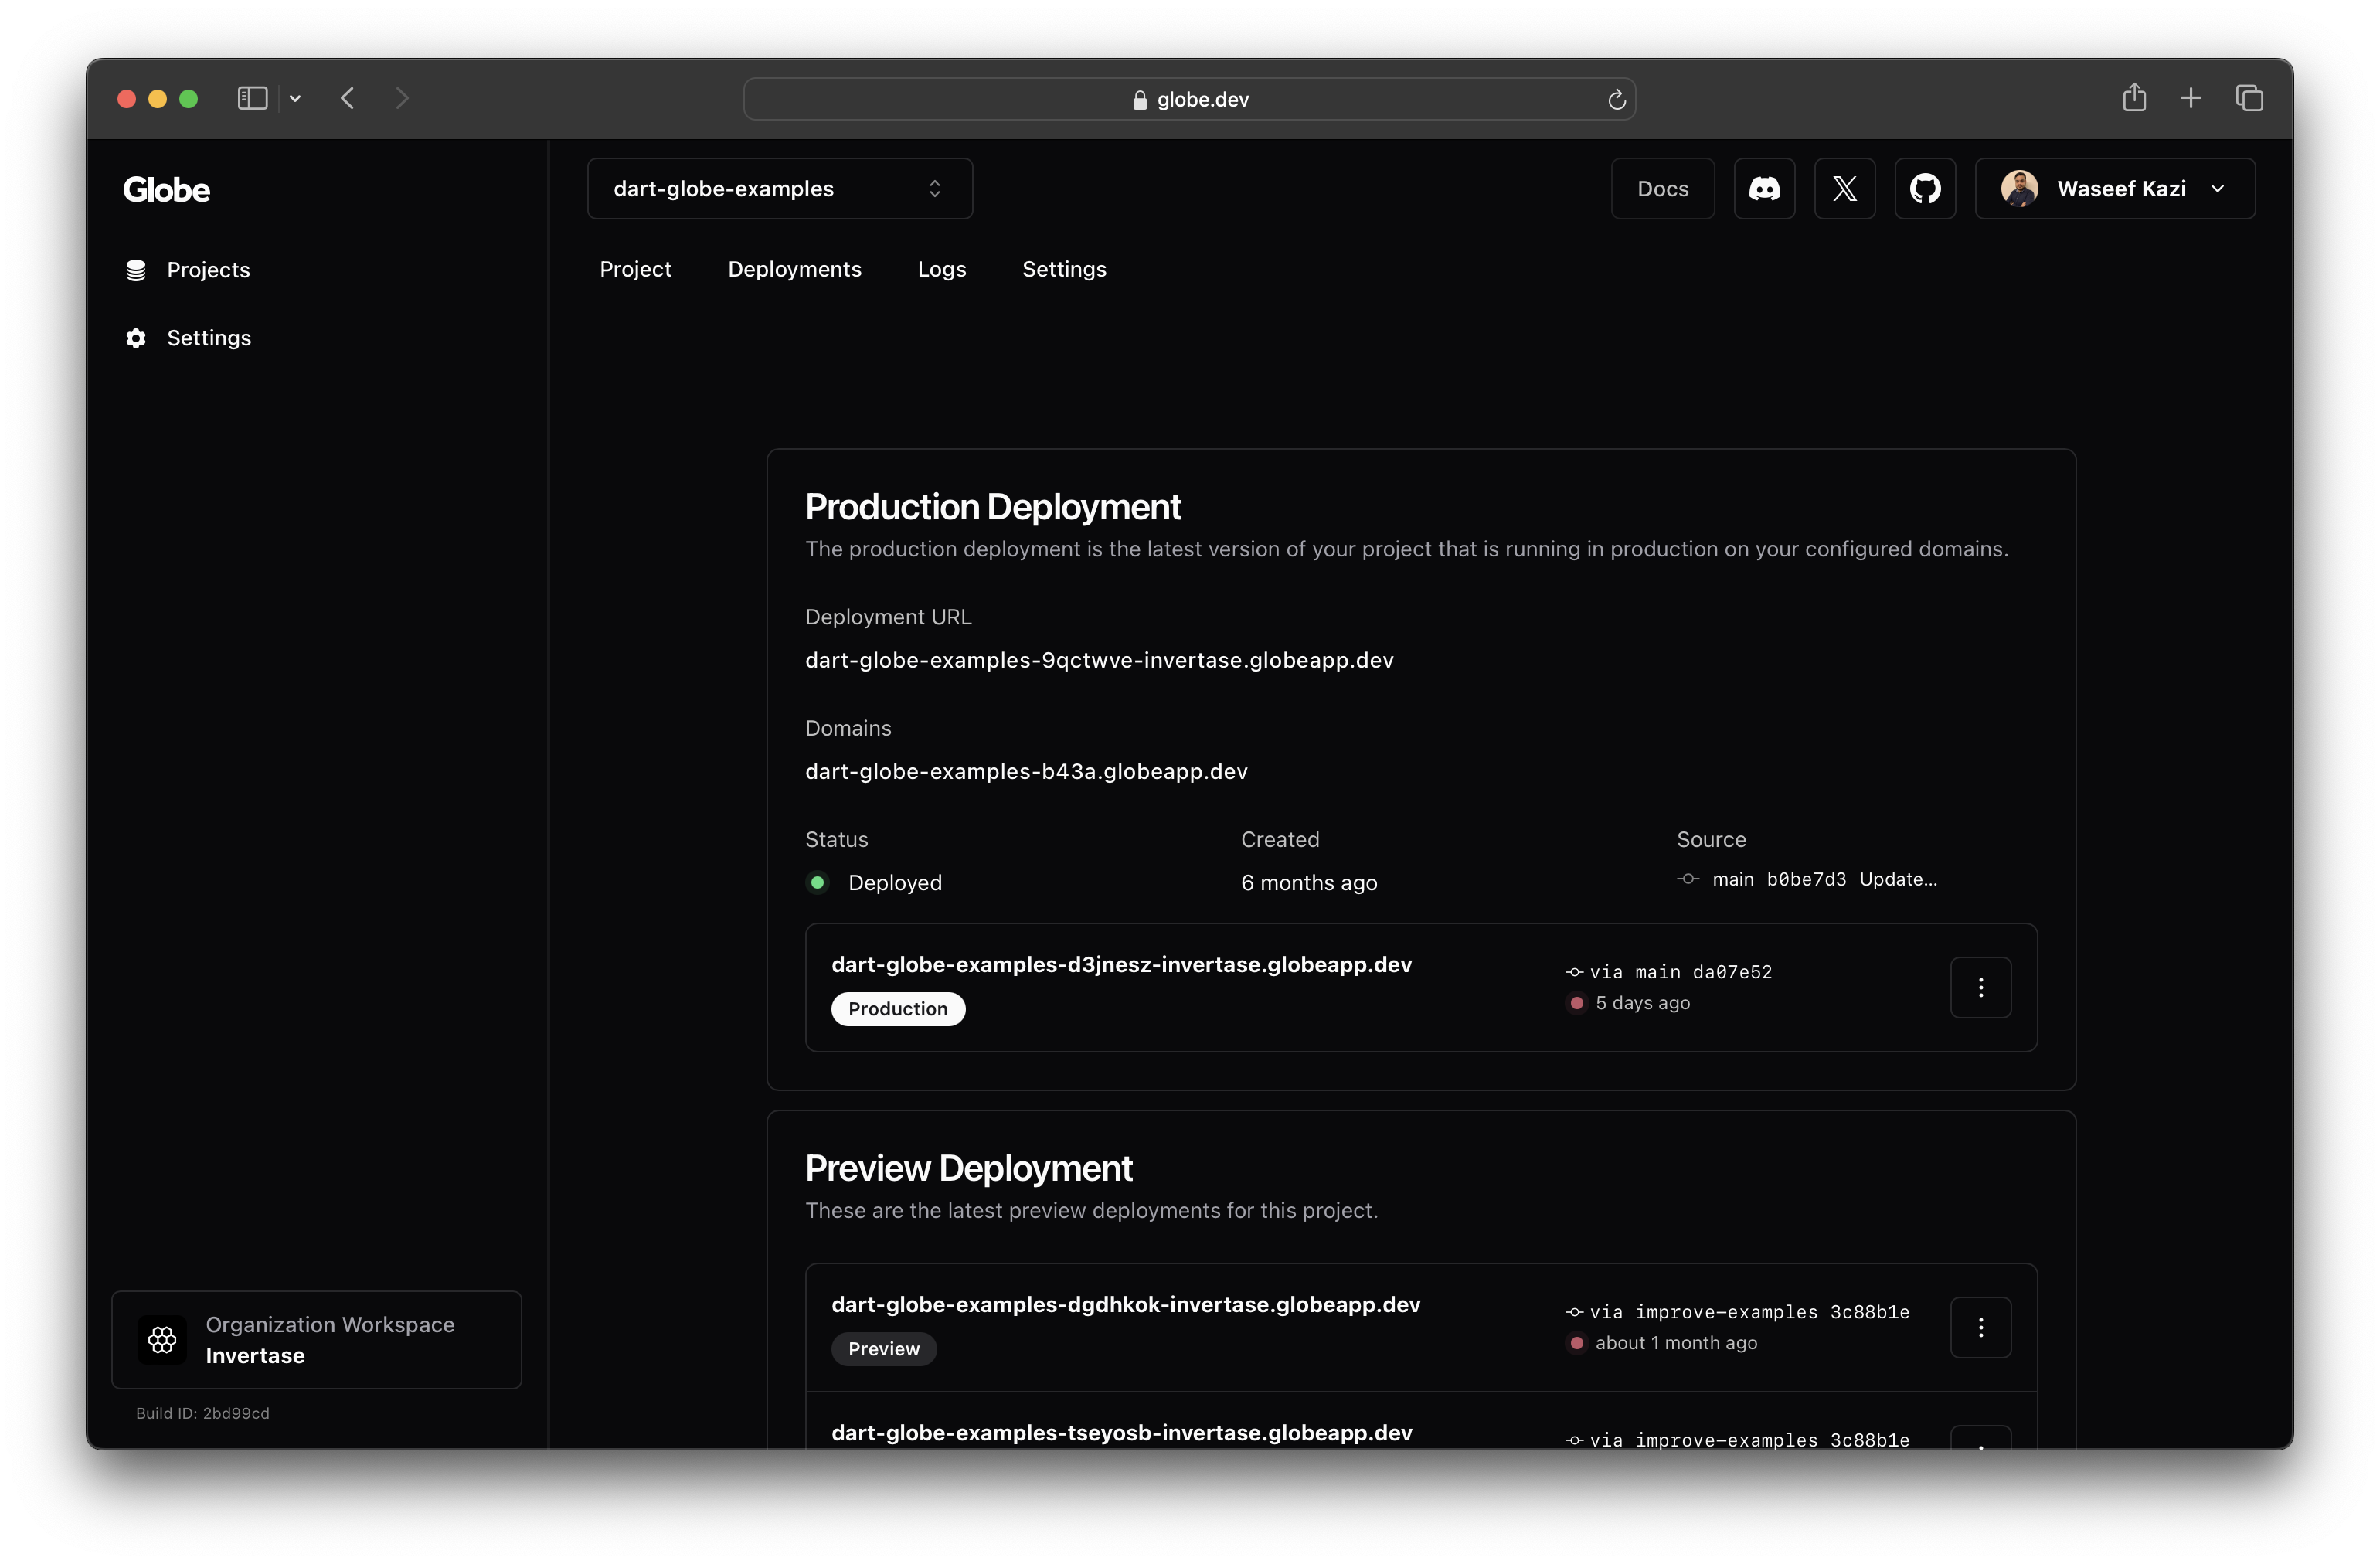 globe.dev
Globe
dart-globe-examples
Docs
Waseef Kazi
Projects
Settings
Project Deployments Logs Settings
Production Deployment
The production deployment is the latest version of your project that is running in production on your configured domains.
Deployment URL
dart-globe-examples-9qctwve-invertase.globeapp.dev
Domains
dart-globe-examples-b43a.globeapp.dev
Status Created Source
Deployed 6 months ago main b0be7d3 Update...
dart-globe-examples-d3jnesz-invertase.globeapp.dev
via main da07e52
Production
5 days ago
Preview Deployment
These are the latest preview deployments for this project.
dart-globe-examples-dgdhkok-invertase.globeapp.dev
via improve-examples 3c88b1e
Preview
about 1 month ago
dart-globe-examples-tseyosb-invertase.globeapp.dev
via improve-examples 3c88b1e
Organization Workspace
Invertase
Build ID: 2bd99cd